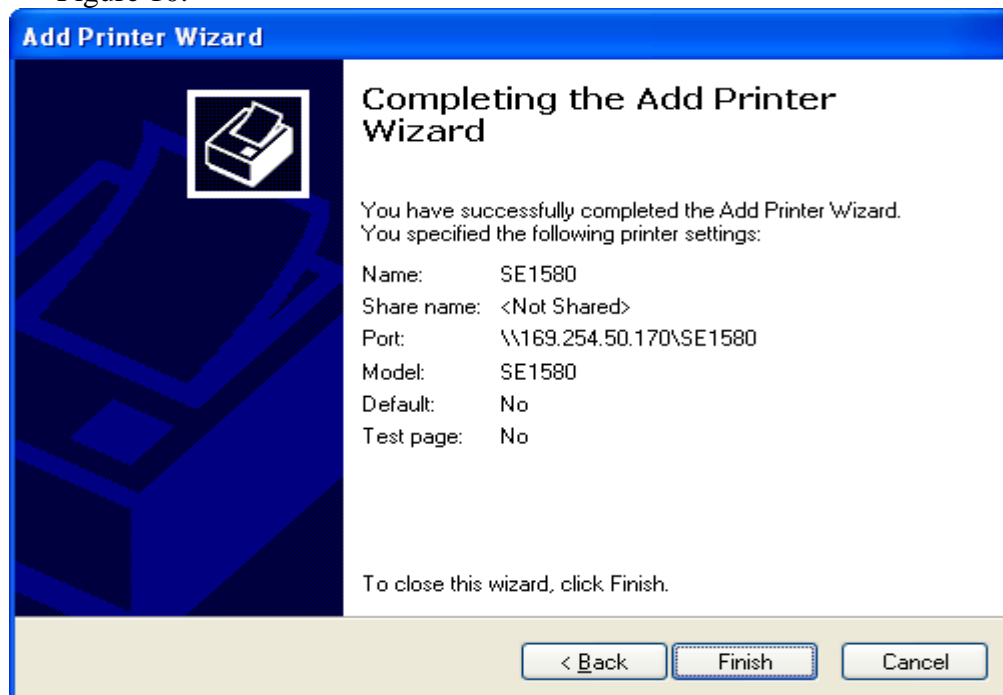 Figure 10.
Add Printer Wizard
Completing the Add Printer
Wizard
You have successfully completed the Add Printer Wizard.
You specified the following printer settings:
Name: SE1580
Share name: <Not Shared>
Port: \\169.254.50.170\SE1580
Model: SE1580
Default: No
Test page: No
To close this wizard, click Finish.
< Back Finish Cancel